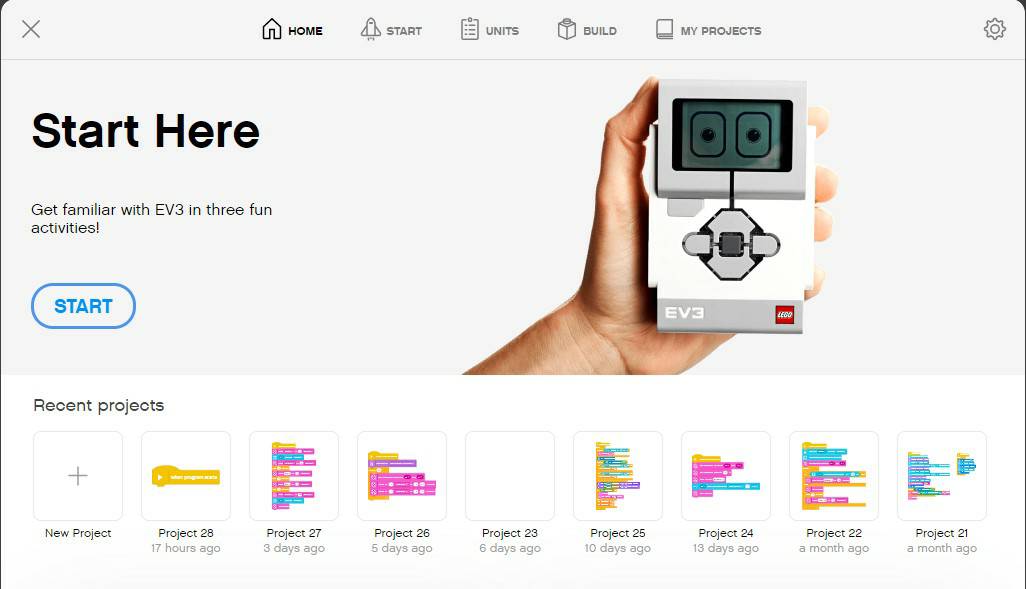 HOME
START
UNITS
BUILD
MY PROJECTS
Start Here
Get familiar with EV3 in three fun
activities!
START
EV3
LEGO
Recent projects
when program starts
New Project
Project 28
17 hours ago
Project 27
3 days ago
Project 26
5 days ago
Project 23
6 days ago
Project 25
10 days ago
Project 24
13 days ago
Project 22
a month ago
Project 21
a month ago